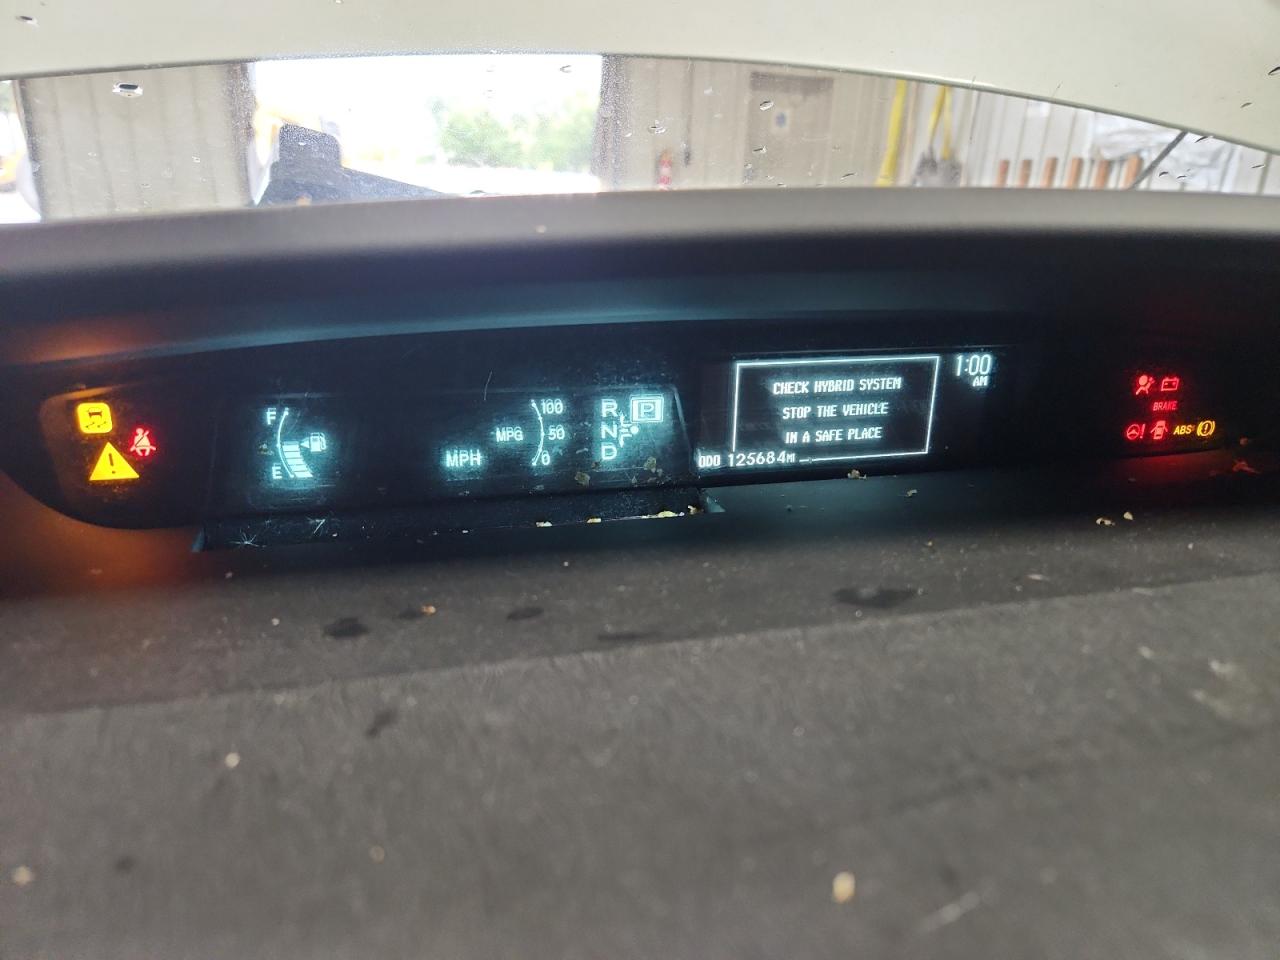 F
E
MPH
MPG
100
50
0
R
N
D
P
CHECK HYBRID SYSTEM
STOP THE VEHICLE
IN A SAFE PLACE
1:00
AM
ODO 125684MI
BRAKE
ABS